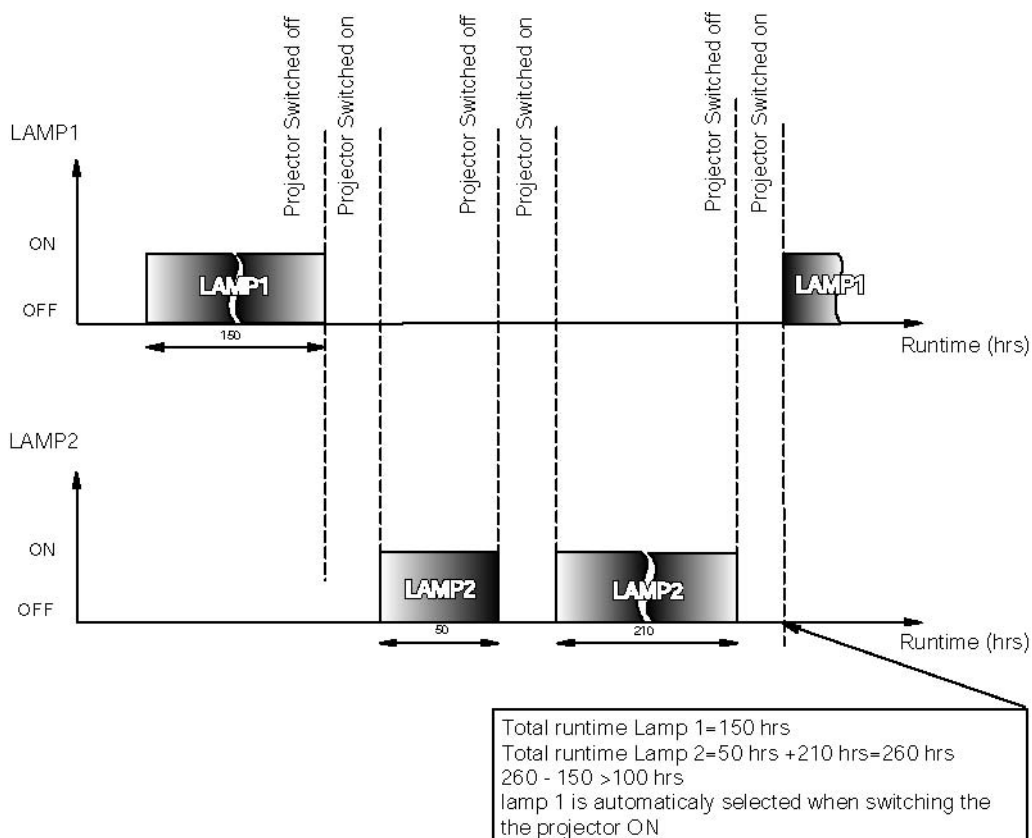 Projector Switched off
Projector Switched on
Projector Switched off
Projector Switched on
Projector Switched off
Projector Switched on
LAMP1
ON
LAMP1
LAMP1
OFF
150
Runtime (hrs)
LAMP2
ON
LAMP2
LAMP2
OFF
50
210
Runtime (hrs)
Total runtime Lamp 1=150 hrs
Total runtime Lamp 2=50 hrs +210 hrs=260 hrs
260 - 150 >100 hrs
lamp 1 is automaticaly selected when switching the
the projector ON